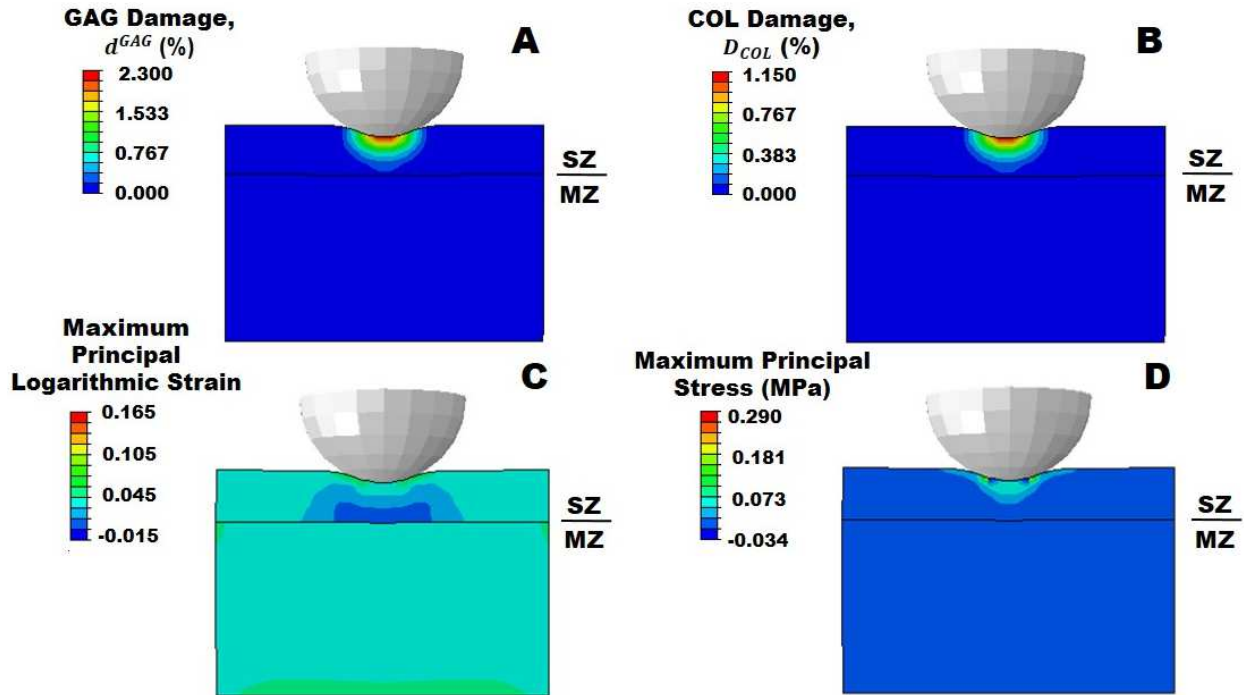 GAG Damage,
d^GAG (%)
2.300
1.533
0.767
0.000
A
SZ
MZ
COL Damage,
D_COL (%)
1.150
0.767
0.383
0.000
B
SZ
MZ
Maximum
Principal
Logarithmic Strain
0.165
0.105
0.045
-0.015
C
SZ
MZ
Maximum Principal
Stress (MPa)
0.290
0.181
0.073
-0.034
D
SZ
MZ